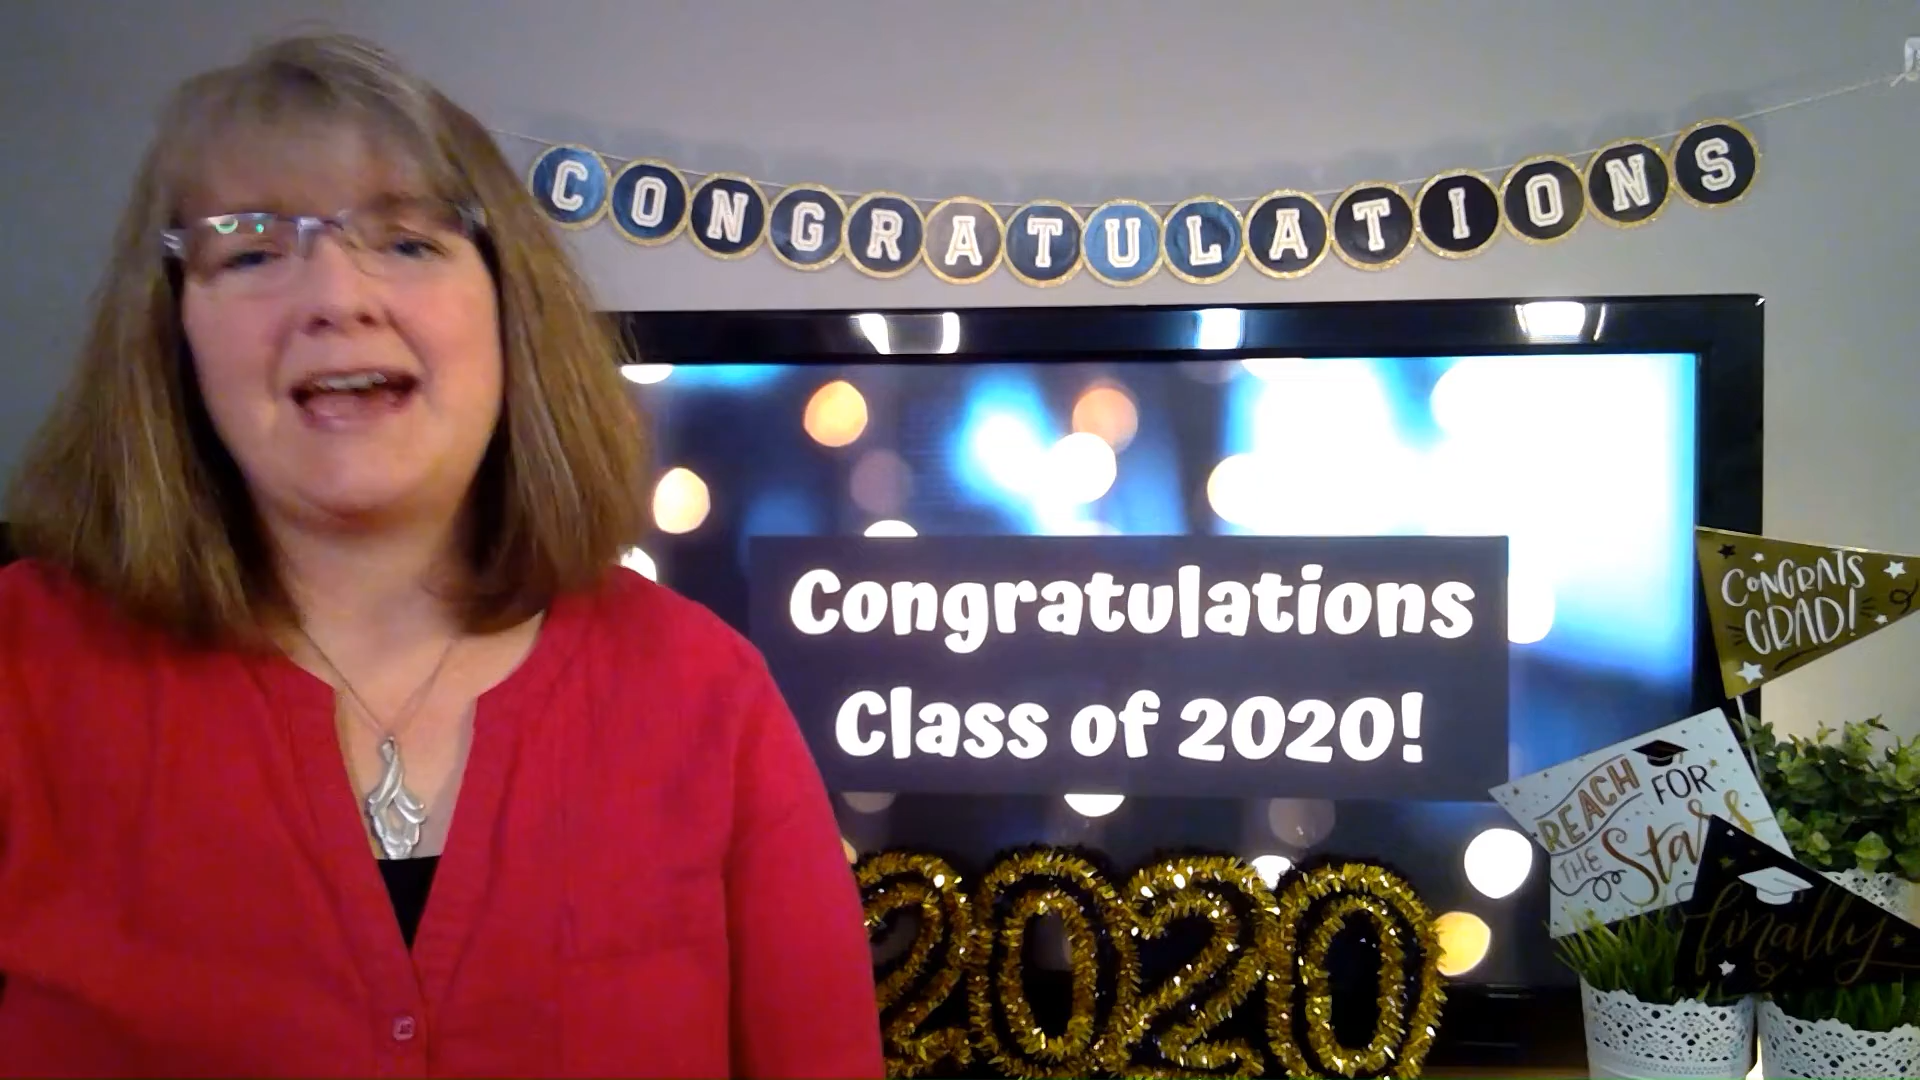 CONGRATULATIONS
Congratulations
Class of 2020!
CONGRATS
GRAD!
REACH FOR
THE Stars
finally
2020